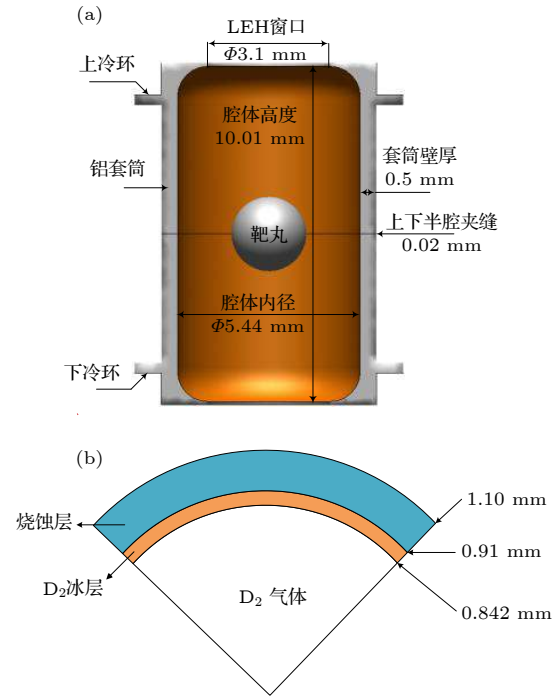 (a)
LEH窗口
Φ3.1 mm
上冷环
腔体高度
10.01 mm
铝套筒
套筒壁厚
0.5 mm
靶丸
上下半腔夹缝
0.02 mm
腔体内径
Φ5.44 mm
下冷环
(b)
1.10 mm
烧蚀层
0.91 mm
D₂冰层
D₂ 气体
0.842 mm